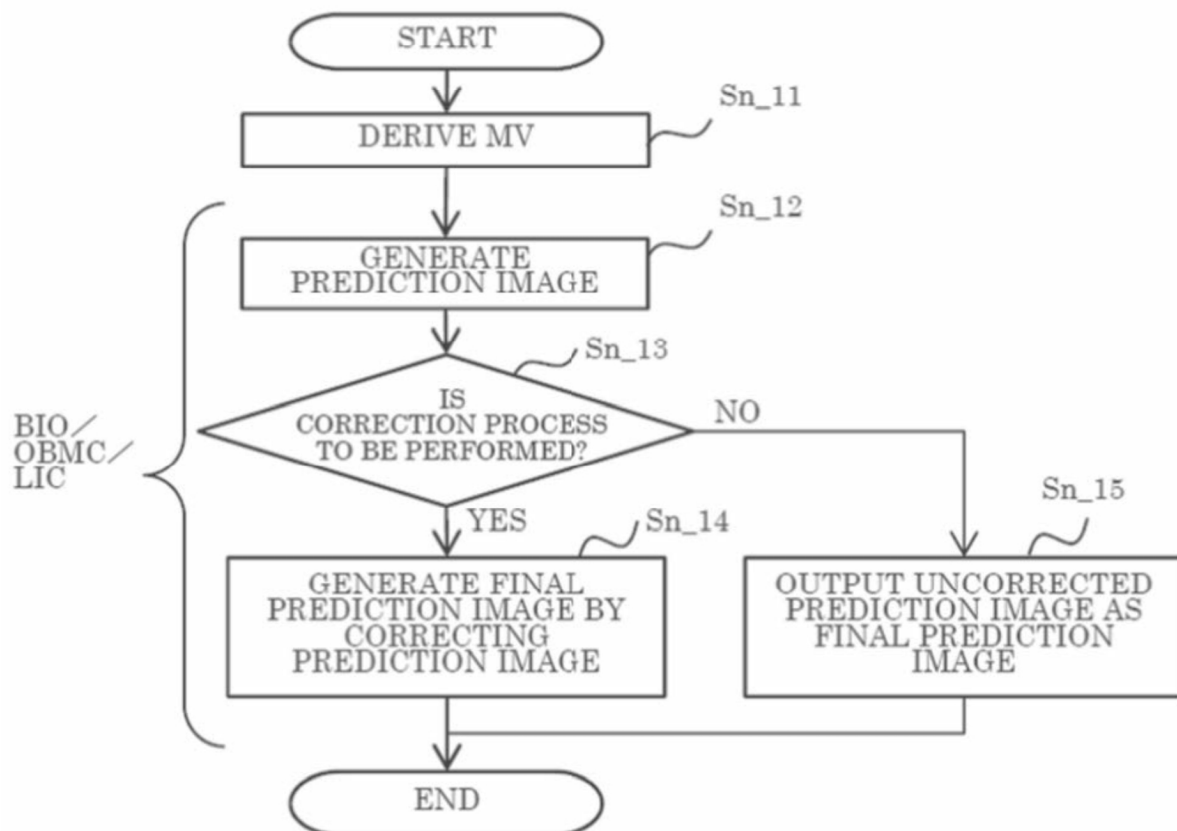 START
Sn_11
DERIVE MV
Sn_12
GENERATE
PREDICTION IMAGE
Sn_13
IS
CORRECTION PROCESS
TO BE PERFORMED?
NO
BIO/
OBMC/
LIC
YES
Sn_14
Sn_15
GENERATE FINAL
PREDICTION IMAGE BY
CORRECTING
PREDICTION IMAGE
OUTPUT UNCORRECTED
PREDICTION IMAGE AS
FINAL PREDICTION
IMAGE
END